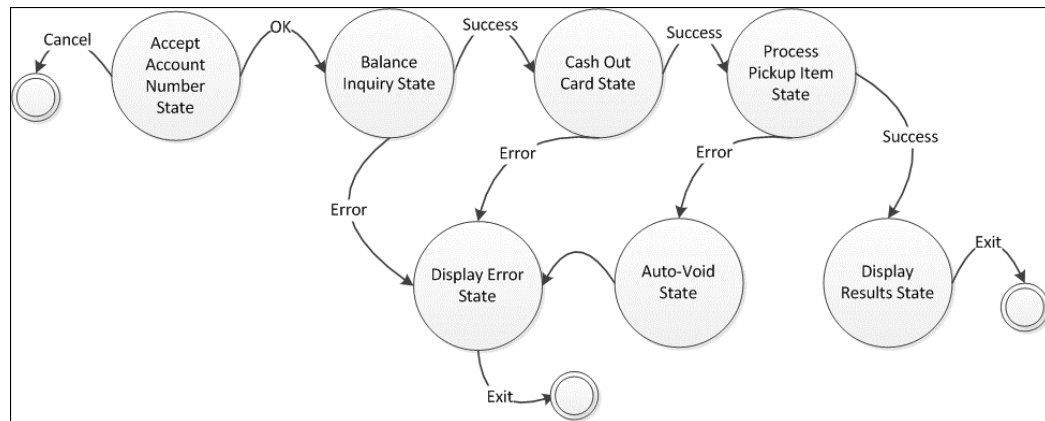 Cancel
Accept
Account
Number
State
OK
Balance
Inquiry State
Success
Cash Out
Card State
Success
Process
Pickup Item
State
Error
Error
Error
Success
Display Error
State
Auto-Void
State
Display
Results State
Exit
Exit